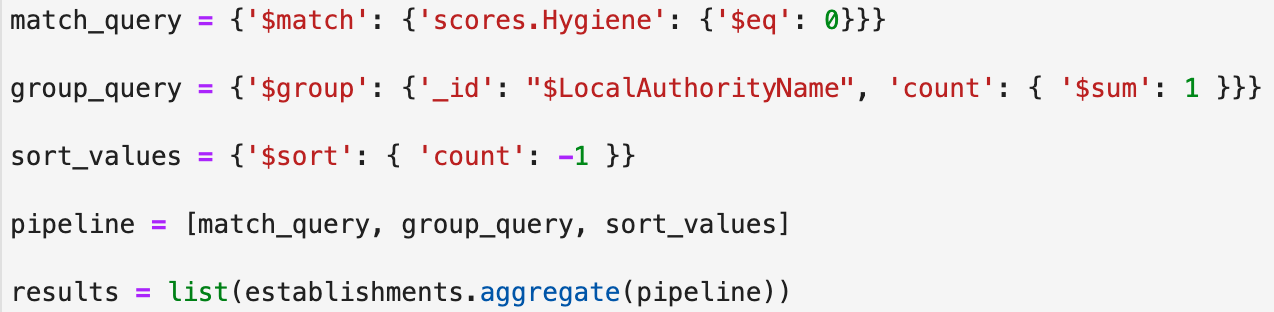 match_query = {'$match': {'scores.Hygiene': {'$eq': 0}}}
group_query = {'$group': {'_id': "$LocalAuthorityName", 'count': { '$sum': 1 }}}
sort_values = {'$sort': { 'count': -1 }}
pipeline = [match_query, group_query, sort_values]
results = list(establishments.aggregate(pipeline))